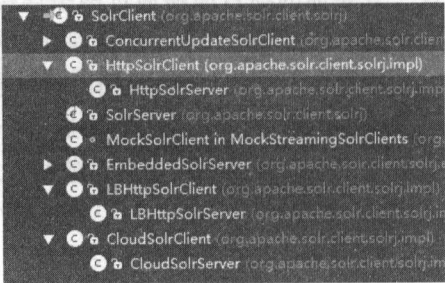 SolrClient (org.apache.solr.client.solrj)
ConcurrentUpdateSolrClient (org.apache.solr.clien
HttpSolrClient (org.apache.solr.client.solrj.impl)
HttpSolrServer (org.apache.solr.client.solrj.imp
SolrServer (org.apache.solr.client.solrj)
MockSolrClient in MockStreamingSolrClients (org
EmbeddedSolrServer (org.apache.solr.client.solrj.e
LBHttpSolrClient (org.apache.solr.client.solrj.impl)
LBHttpSolrServer (org.apache.solr.client.solrj.in
CloudSolrClient (org.apache.solr.client.solrj.impl)
CloudSolrServer (org.apache.solr.client.solrj.im